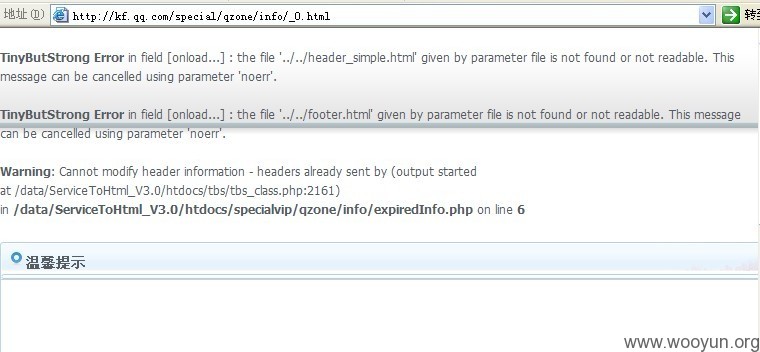 地址(D) http://kf.qq.com/special/qzone/info/_0.html 转到
TinyButStrong Error in field [onload...] : the file '../../header_simple.html' given by parameter file is not found or not readable. This
message can be cancelled using parameter 'noerr'.
TinyButStrong Error in field [onload...] : the file '../../footer.html' given by parameter file is not found or not readable. This message
can be cancelled using parameter 'noerr'.
Warning: Cannot modify header information - headers already sent by (output started
at /data/ServiceToHtml_V3.0/htdocs/tbs/tbs_class.php:2161)
in /data/ServiceToHtml_V3.0/htdocs/specialvip/qzone/info/expiredInfo.php on line 6
温馨提示
www.wooyun.org